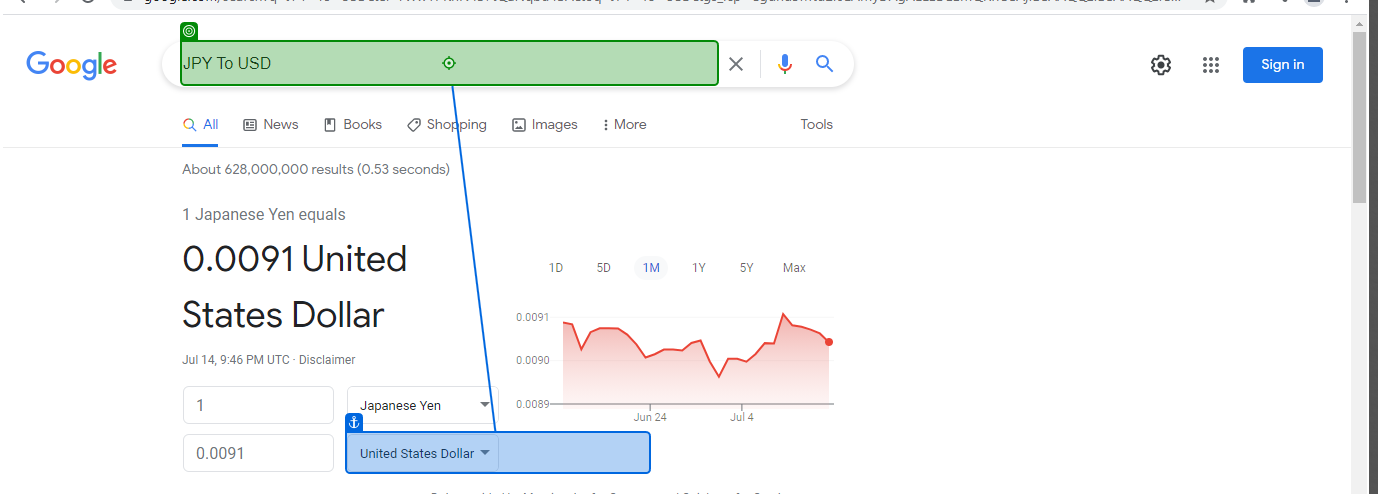 Google
JPY To USD
Sign in
All News Books Shopping Images More Tools
About 628,000,000 results (0.53 seconds)
1 Japanese Yen equals
0.0091 United
States Dollar
Jul 14, 9:46 PM UTC · Disclaimer
1 Japanese Yen
0.0091 United States Dollar
1D 5D 1M 1Y 5Y Max
0.0091
0.0090
0.0089
Jun 24 Jul 4